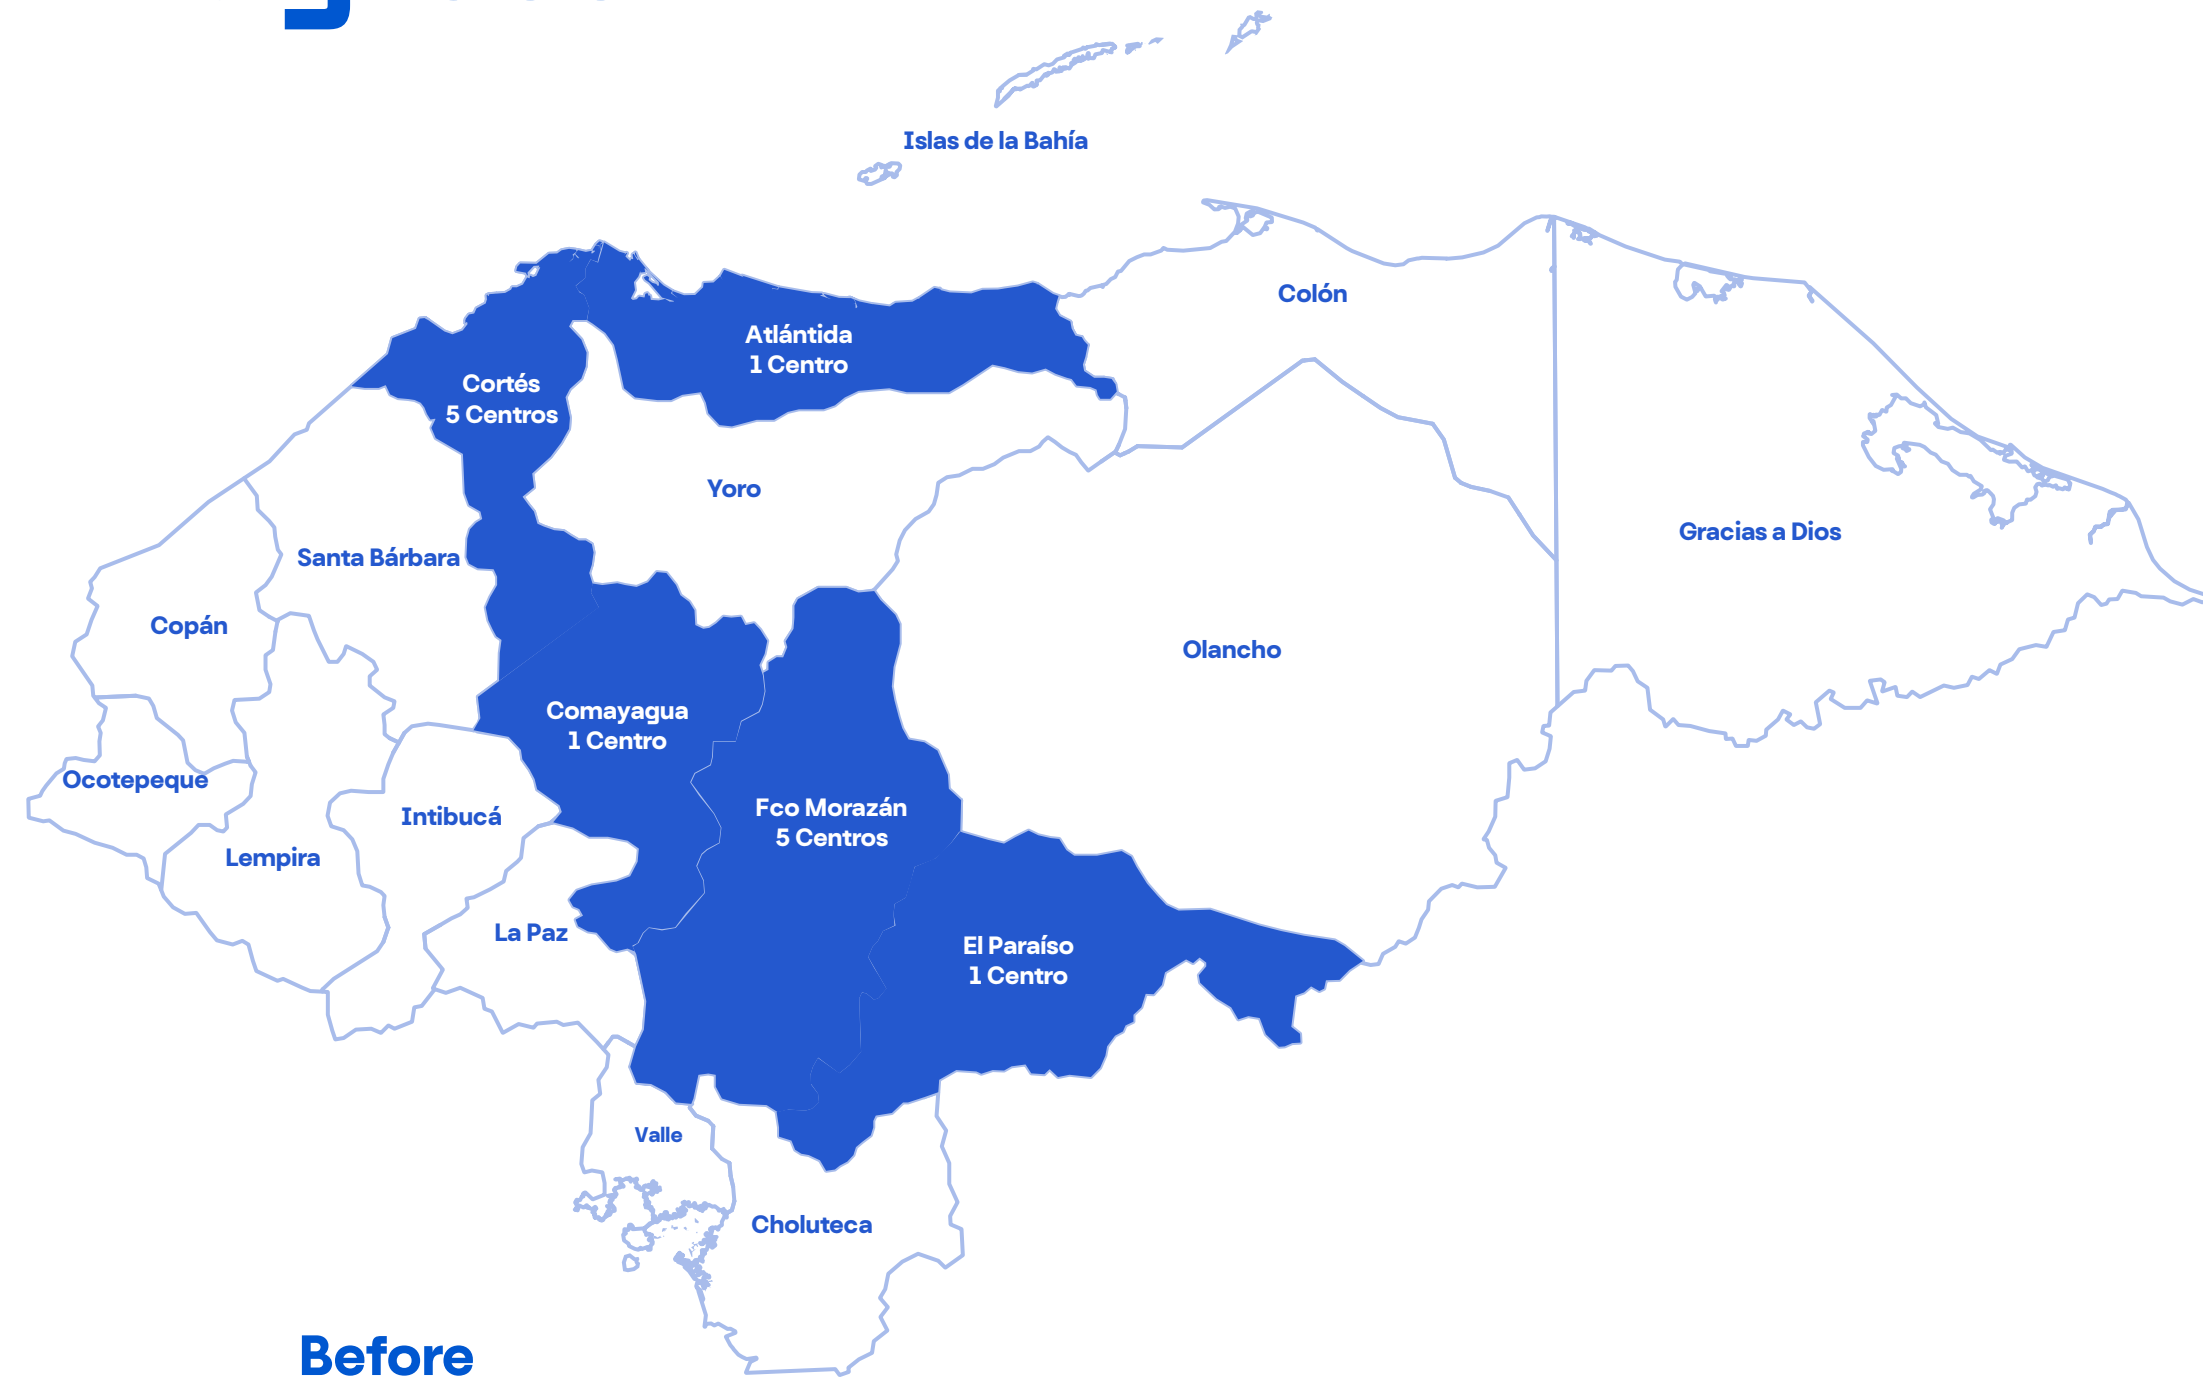 Islas de la Bahía
Colón
Atlántida
1 Centro
Cortés
5 Centros
Yoro
Gracias a Dios
Santa Bárbara
Copán
Olancho
Comayagua
1 Centro
Ocotepeque
Intibucá
Fco Morazán
5 Centros
Lempira
La Paz
El Paraíso
1 Centro
Valle
Choluteca
Before